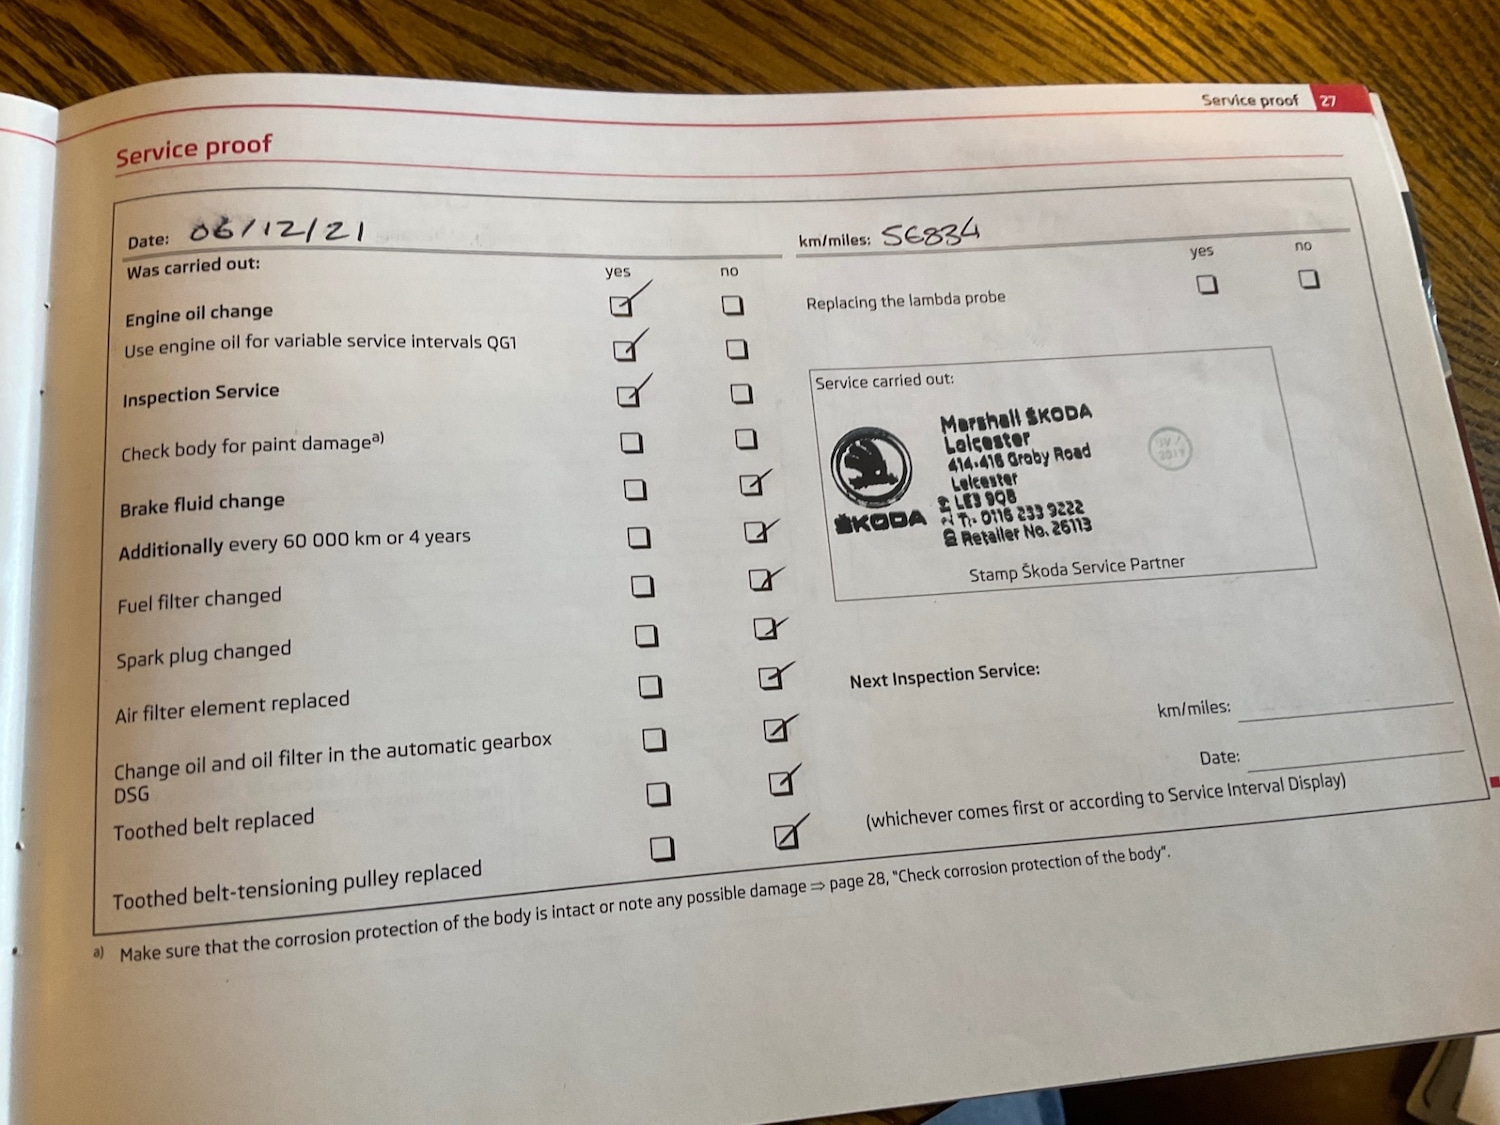 Service proof 27
Service proof
Date: 06/12/21
km/miles: 56834
Was carried out:
yes no
yes no
Engine oil change
Replacing the lambda probe
Use engine oil for variable service intervals QG1
Inspection Service
Check body for paint damage a)
Brake fluid change
Additionally every 60 000 km or 4 years
Fuel filter changed
Spark plug changed
Air filter element replaced
Change oil and oil filter in the automatic gearbox
DSG
Toothed belt replaced
Toothed belt-tensioning pulley replaced
Service carried out:
ŠKODA
Marshall ŠKODA
Leicester
414-416 Groby Road
Leicester
LE3 9QB
T:- 0116 233 9222
Retailer No. 26113
Stamp Škoda Service Partner
Next Inspection Service:
km/miles:
Date:
(whichever comes first or according to Service Interval Display)
a) Make sure that the corrosion protection of the body is intact or note any possible damage ⇒ page 28, "Check corrosion protection of the body".